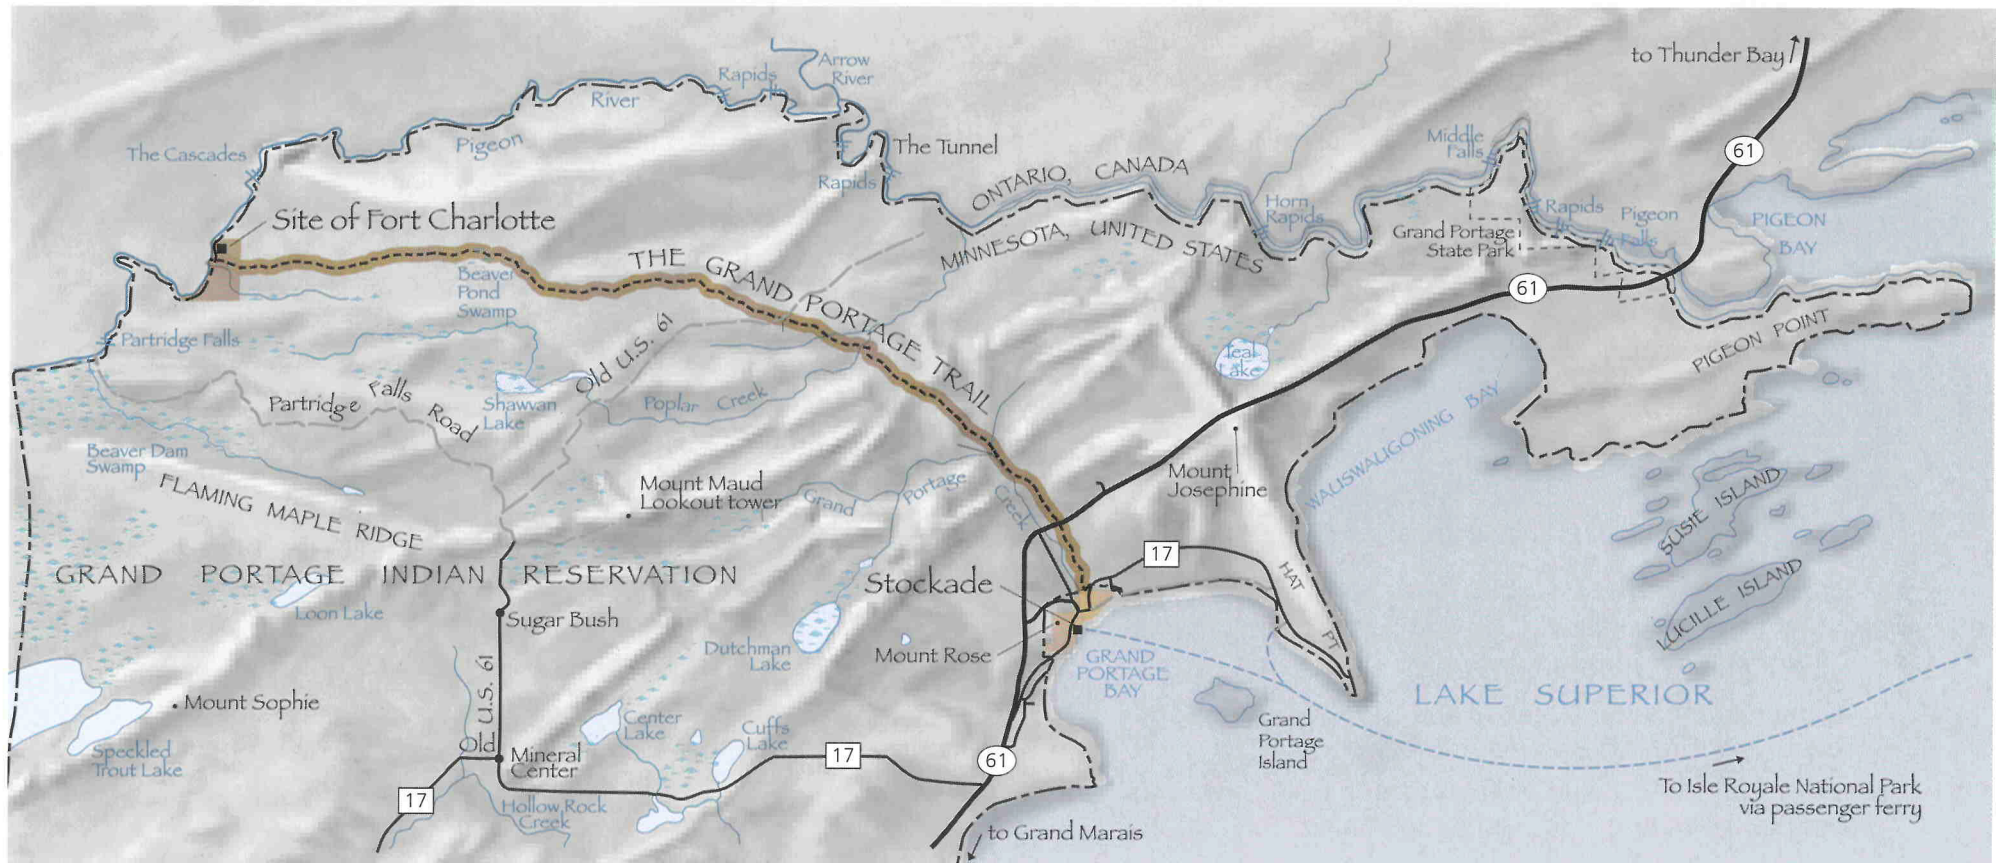 to Thunder Bay
Arrow
River
Rapids
River
61
Pigeon
The Tunnel
Middle
Falls
The Cascades
Rapids
ONTARIO, CANADA
Horn
Rapids
Rapids
Pigeon
Falls
PIGEON
BAY
Site of Fort Charlotte
MINNESOTA, UNITED STATES
Grand Portage
State Park
THE GRAND PORTAGE TRAIL
Beaver
Pond
Swamp
61
Partridge Falls
Old U.S. 61
Teal
Lake
PIGEON POINT
Partridge Falls Road
Shawan
Lake
Poplar Creek
WAUSWAUGONING BAY
Beaver Dam
Swamp
FLAMING MAPLE RIDGE
Mount Maud
Lookout tower
Grand Portage Creek
Mount
Josephine
SUSIE ISLAND
17
GRAND PORTAGE INDIAN RESERVATION
Stockade
HAT PT
LUCILLE ISLAND
Loon Lake
Sugar Bush
Dutchman
Lake
Mount Rose
GRAND
PORTAGE
BAY
Old U.S. 61
Mount Sophie
LAKE SUPERIOR
Speckled
Trout Lake
Center
Lake
Cuffs
Lake
Grand
Portage
Island
Mineral
Center
17
61
17
Hollow Rock
Creek
To Isle Royale National Park
via passenger ferry
to Grand Marais